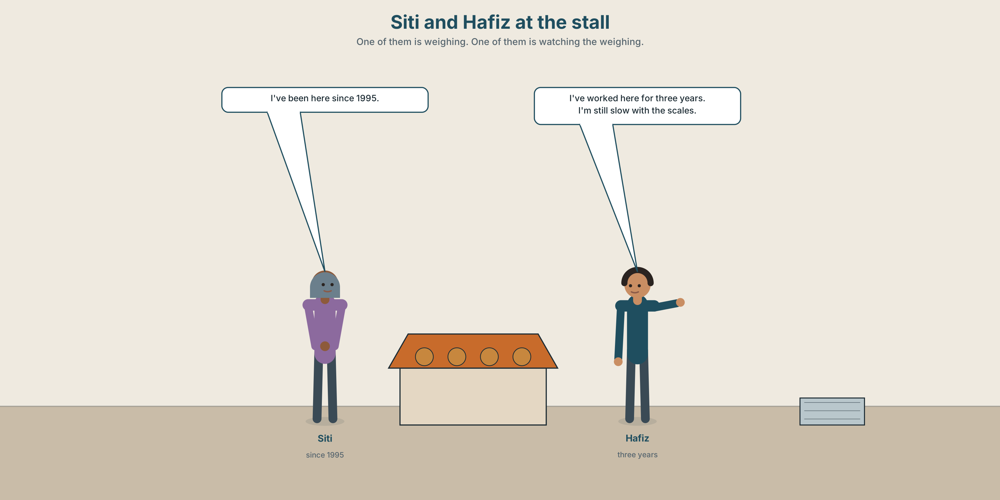 Siti and Hafiz at the stall
One of them is weighing. One of them is watching the weighing.
I've been here since 1995.
I've worked here for three years.
I'm still slow with the scales.
Siti
since 1995
Hafiz
three years